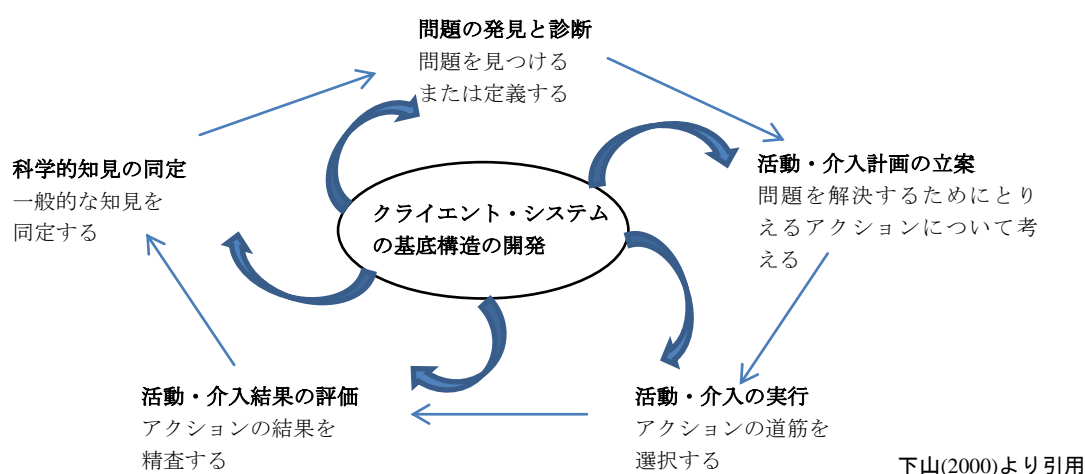 問題の発見と診断
問題を見つける
または定義する
科学的知見の同定
一般的な知見を
同定する
活動・介入計画の立案
問題を解決するためにとり
えるアクションについて考
える
クライエント・システム
の基底構造の開発
活動・介入結果の評価
アクションの結果を
精査する
活動・介入の実行
アクションの道筋を
選択する
下山(2000)より引用